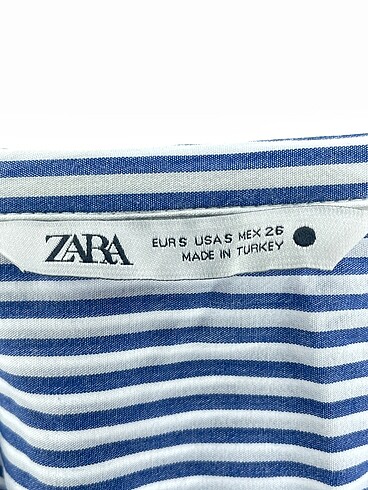 ZARA
EUR S USA S MEX 26
MADE IN TURKEY